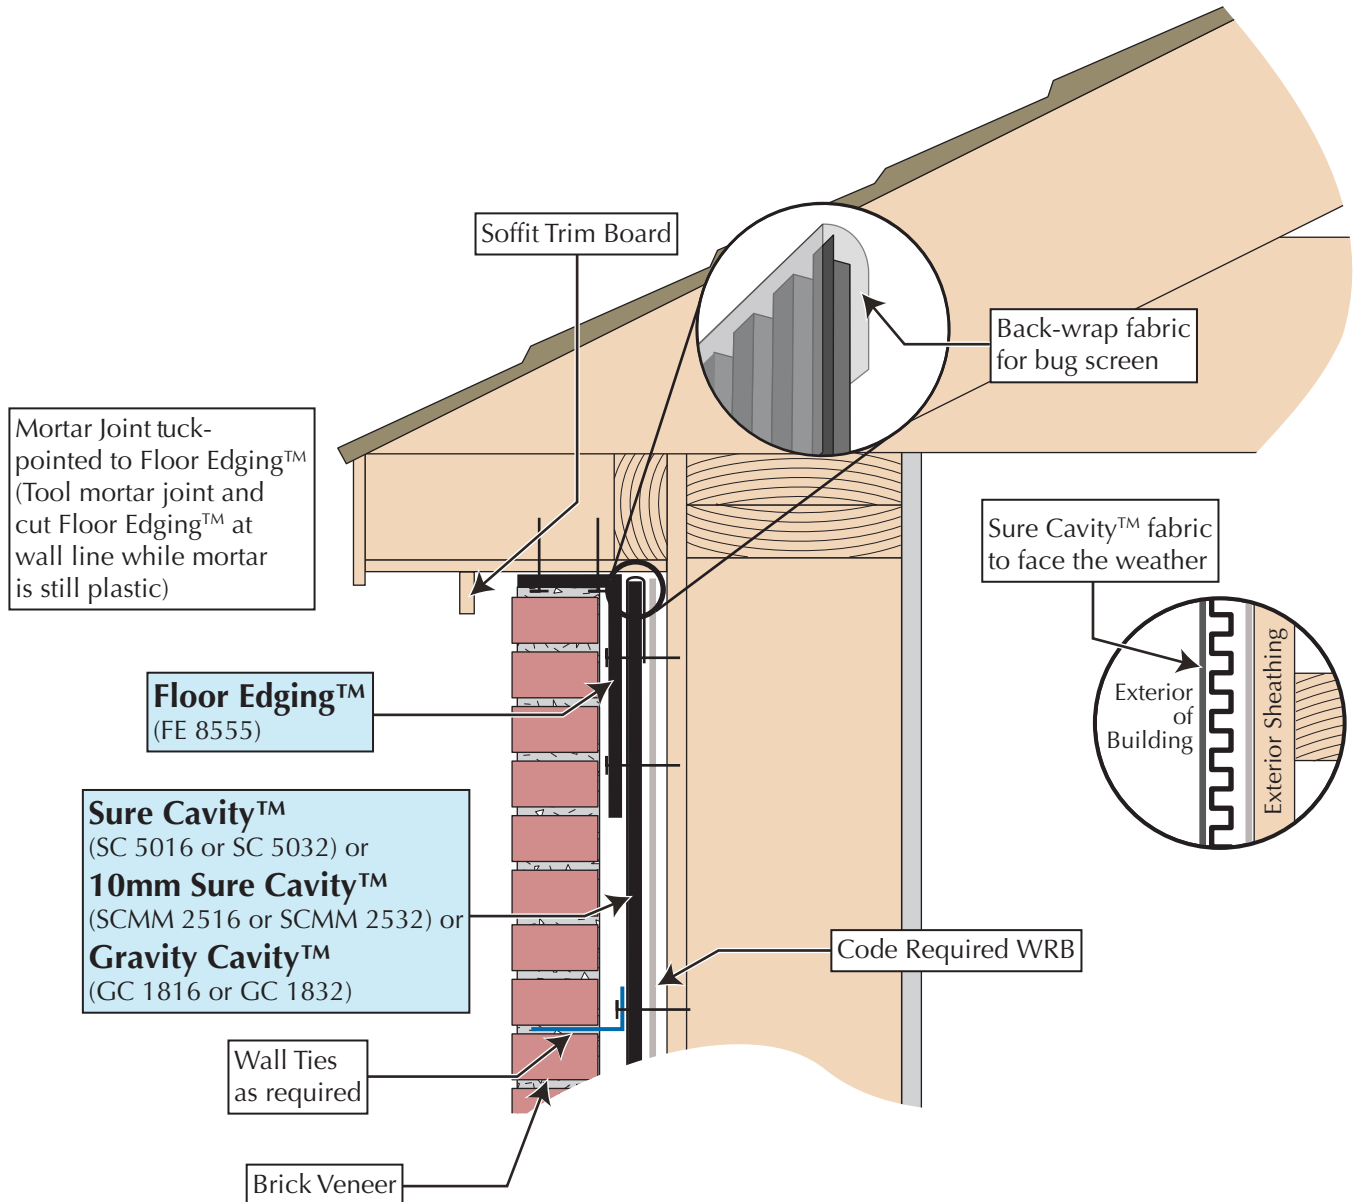 Soffit Trim Board
Back-wrap fabric
for bug screen
Mortar Joint tuck-
pointed to Floor Edging™
(Tool mortar joint and
cut Floor Edging™ at
wall line while mortar
is still plastic)
Sure Cavity™ fabric
to face the weather
Floor Edging™
(FE 8555)
Exterior
of
Building
Exterior Sheathing
Sure Cavity™
(SC 5016 or SC 5032) or
10mm Sure Cavity™
(SCMM 2516 or SCMM 2532) or
Gravity Cavity™
(GC 1816 or GC 1832)
Code Required WRB
Wall Ties
as required
Brick Veneer